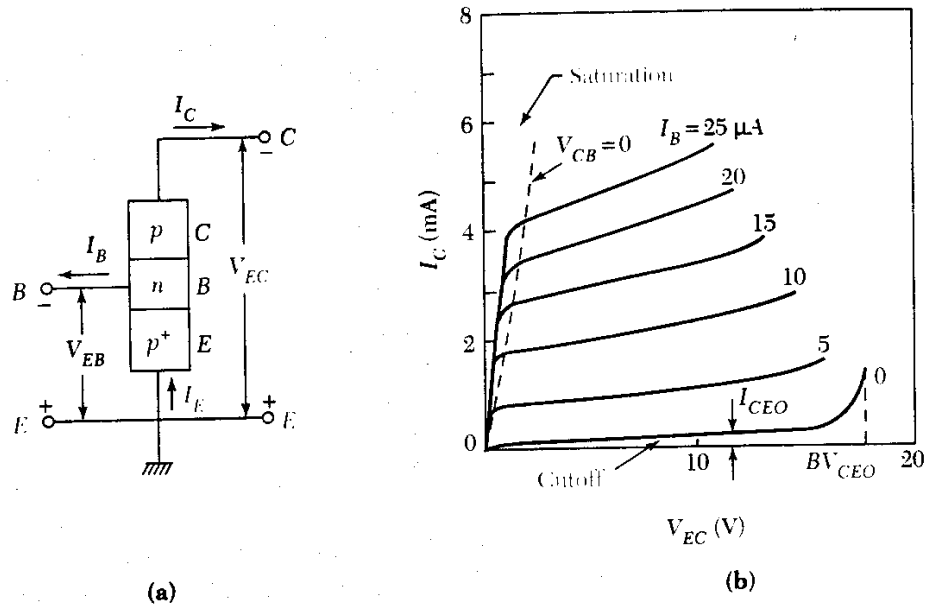 I_C
C
−
p
C
I_B
B
−
n
B
V_EC
V_EB
p⁺
E
I_E
E
+
+
E
(a)
8
6
4
2
0
I_C (mA)
Saturation
V_CB = 0
I_B = 25 μA
20
15
10
5
0
I_CEO
Cutoff
10
BV_CEO
20
V_EC (V)
(b)